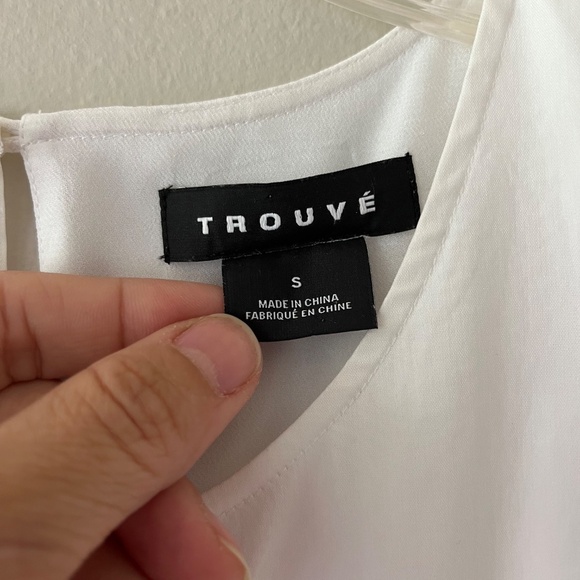 TROUVÉ
S
MADE IN CHINA
FABRIQUÉ EN CHINE